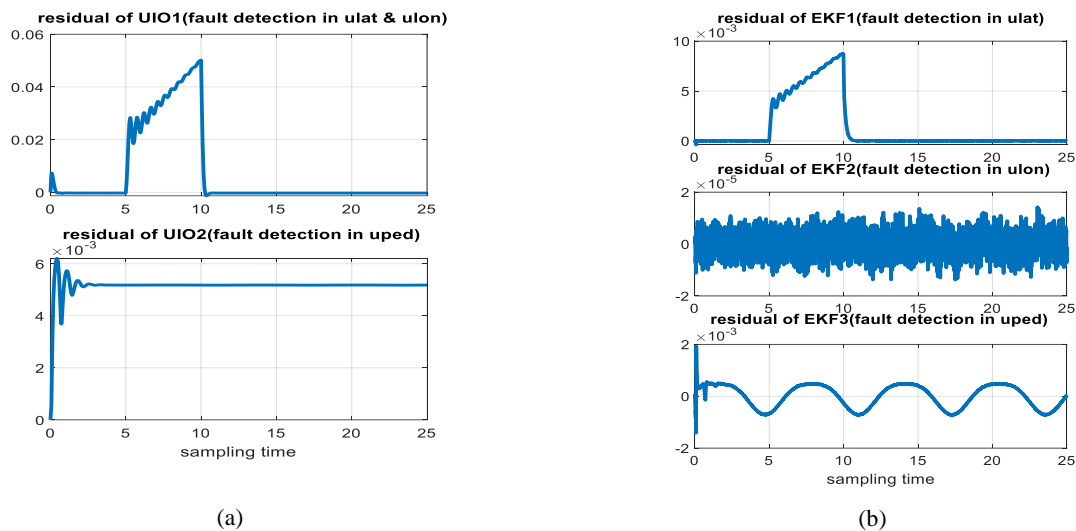 residual of UIO1(fault detection in ulat & ulon)
0.06
0.04
0.02
0
0 5 10 15 20 25
residual of UIO2(fault detection in uped)
×10-3
6
4
2
0
0 5 10 15 20 25
sampling time
(a)
residual of EKF1(fault detection in ulat)
×10-3
10
5
0
0 5 10 15 20 25
residual of EKF2(fault detection in ulon)
×10-5
2
0
-2
0 5 10 15 20 25
residual of EKF3(fault detection in uped)
×10-3
2
0
-2
0 5 10 15 20 25
sampling time
(b)